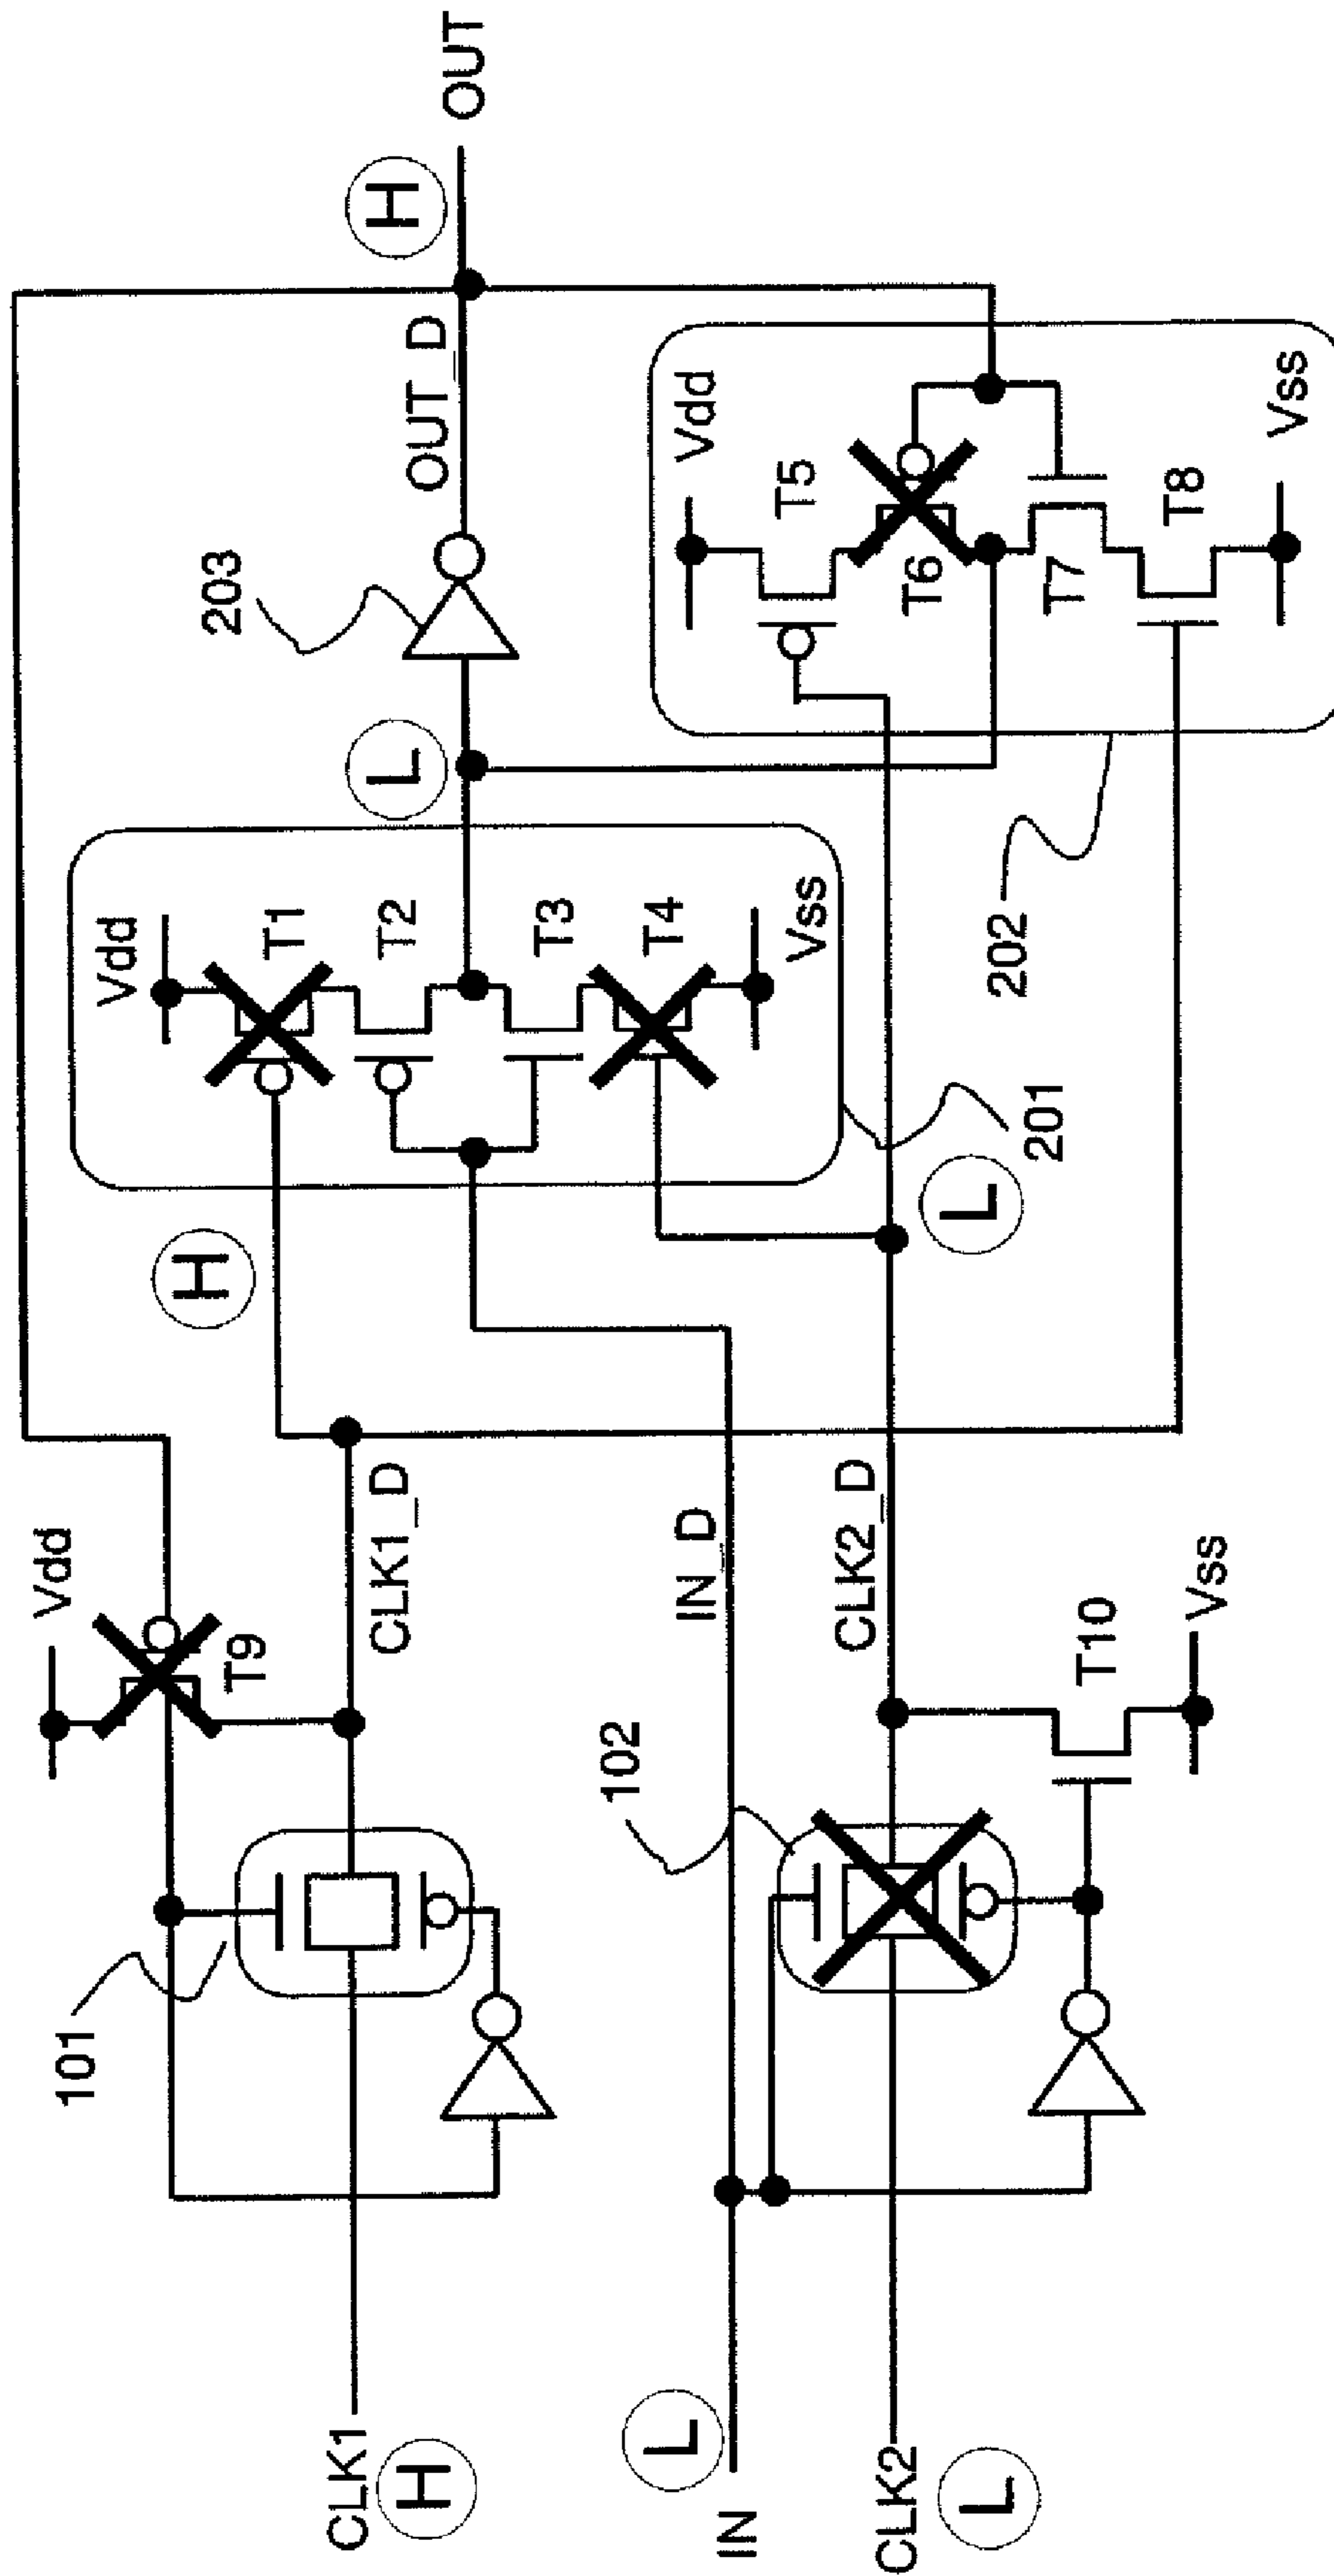 CLK1
H
IN
L
CLK2
L
101
102
Vdd
T9
CLK1_D
IN_D
CLK2_D
T10
Vss
H
L
201
Vdd
T1
T2
T3
T4
Vss
L
203
OUT_D
H
OUT
202
Vdd
T5
T6
T7
T8
Vss